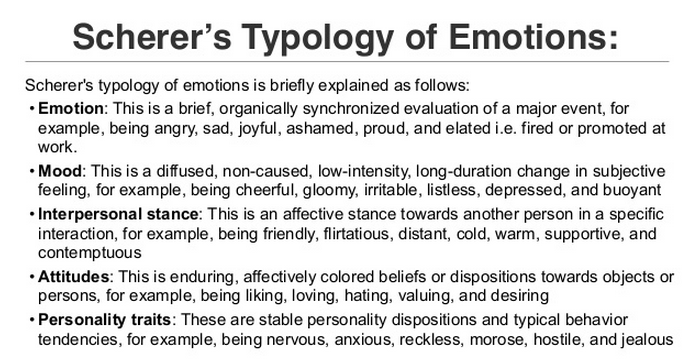 Scherer's Typology of Emotions:
Scherer's typology of emotions is briefly explained as follows:
• Emotion: This is a brief, organically synchronized evaluation of a major event, for
example, being angry, sad, joyful, ashamed, proud, and elated i.e. fired or promoted at
work.
• Mood: This is a diffused, non-caused, low-intensity, long-duration change in subjective
feeling, for example, being cheerful, gloomy, irritable, listless, depressed, and buoyant
• Interpersonal stance: This is an affective stance towards another person in a specific
interaction, for example, being friendly, flirtatious, distant, cold, warm, supportive, and
contemptuous
• Attitudes: This is enduring, affectively colored beliefs or dispositions towards objects or
persons, for example, being liking, loving, hating, valuing, and desiring
• Personality traits: These are stable personality dispositions and typical behavior
tendencies, for example, being nervous, anxious, reckless, morose, hostile, and jealous